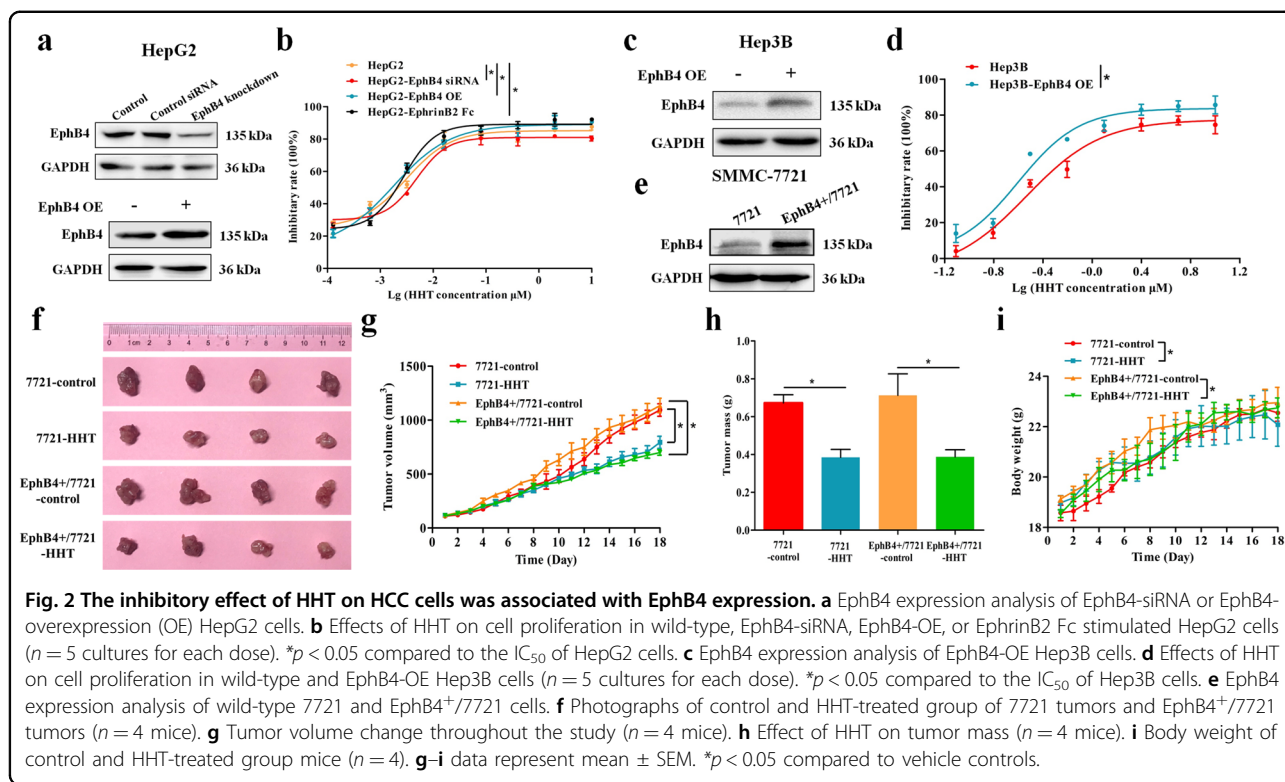 a
HepG2
Control
Control siRNA
EphB4 knockdown
EphB4
135 kDa
GAPDH
36 kDa
EphB4 OE
-
+
EphB4
135 kDa
GAPDH
36 kDa
b
HepG2
HepG2-EphB4 siRNA
HepG2-EphB4 OE
HepG2-EphrinB2 Fc
*
*
*
Inhibitary rate (100%)
100
80
60
40
20
0
-4
-3
-2
-1
0
1
Lg (HHT concentration μM)
c
Hep3B
EphB4 OE
-
+
EphB4
135 kDa
GAPDH
36 kDa
d
Hep3B
Hep3B-EphB4 OE
*
Inhibitary rate (100%)
100
80
60
40
20
0
-1.2
-0.8
-0.4
-0.0
0.4
0.8
1.2
Lg (HHT concentration μM)
e
SMMC-7721
7721
EphB4+/7721
EphB4
135 kDa
GAPDH
36 kDa
f
0 1cm 2 3 4 5 6 7 8 9 10 11 12
7721-control
7721-HHT
EphB4+/7721
-control
EphB4+/7721
-HHT
g
7721-control
7721-HHT
EphB4+/7721-control
EphB4+/7721-HHT
*
*
Tumor volume (mm³)
1500
1000
500
0
0 2 4 6 8 10 12 14 16 18
Time (Day)
h
*
*
Tumor mass (g)
1.0
0.8
0.6
0.4
0.2
0.0
7721
-control
7721
-HHT
EphB4+/7721
-control
EphB4+/7721
-HHT
i
7721-control
7721-HHT
*
EphB4+/7721-control
EphB4+/7721-HHT
*
Body weight (g)
24
22
20
18
0 2 4 6 8 10 12 14 16 18
Time (Day)
Fig. 2 The inhibitory effect of HHT on HCC cells was associated with EphB4 expression. a EphB4 expression analysis of EphB4-siRNA or EphB4-
overexpression (OE) HepG2 cells. b Effects of HHT on cell proliferation in wild-type, EphB4-siRNA, EphB4-OE, or EphrinB2 Fc stimulated HepG2 cells
(n = 5 cultures for each dose). *p < 0.05 compared to the IC₅₀ of HepG2 cells. c EphB4 expression analysis of EphB4-OE Hep3B cells. d Effects of HHT
on cell proliferation in wild-type and EphB4-OE Hep3B cells (n = 5 cultures for each dose). *p < 0.05 compared to the IC₅₀ of Hep3B cells. e EphB4
expression analysis of wild-type 7721 and EphB4⁺/7721 cells. f Photographs of control and HHT-treated group of 7721 tumors and EphB4⁺/7721
tumors (n = 4 mice). g Tumor volume change throughout the study (n = 4 mice). h Effect of HHT on tumor mass (n = 4 mice). i Body weight of
control and HHT-treated group mice (n = 4). g–i data represent mean ± SEM. *p < 0.05 compared to vehicle controls.